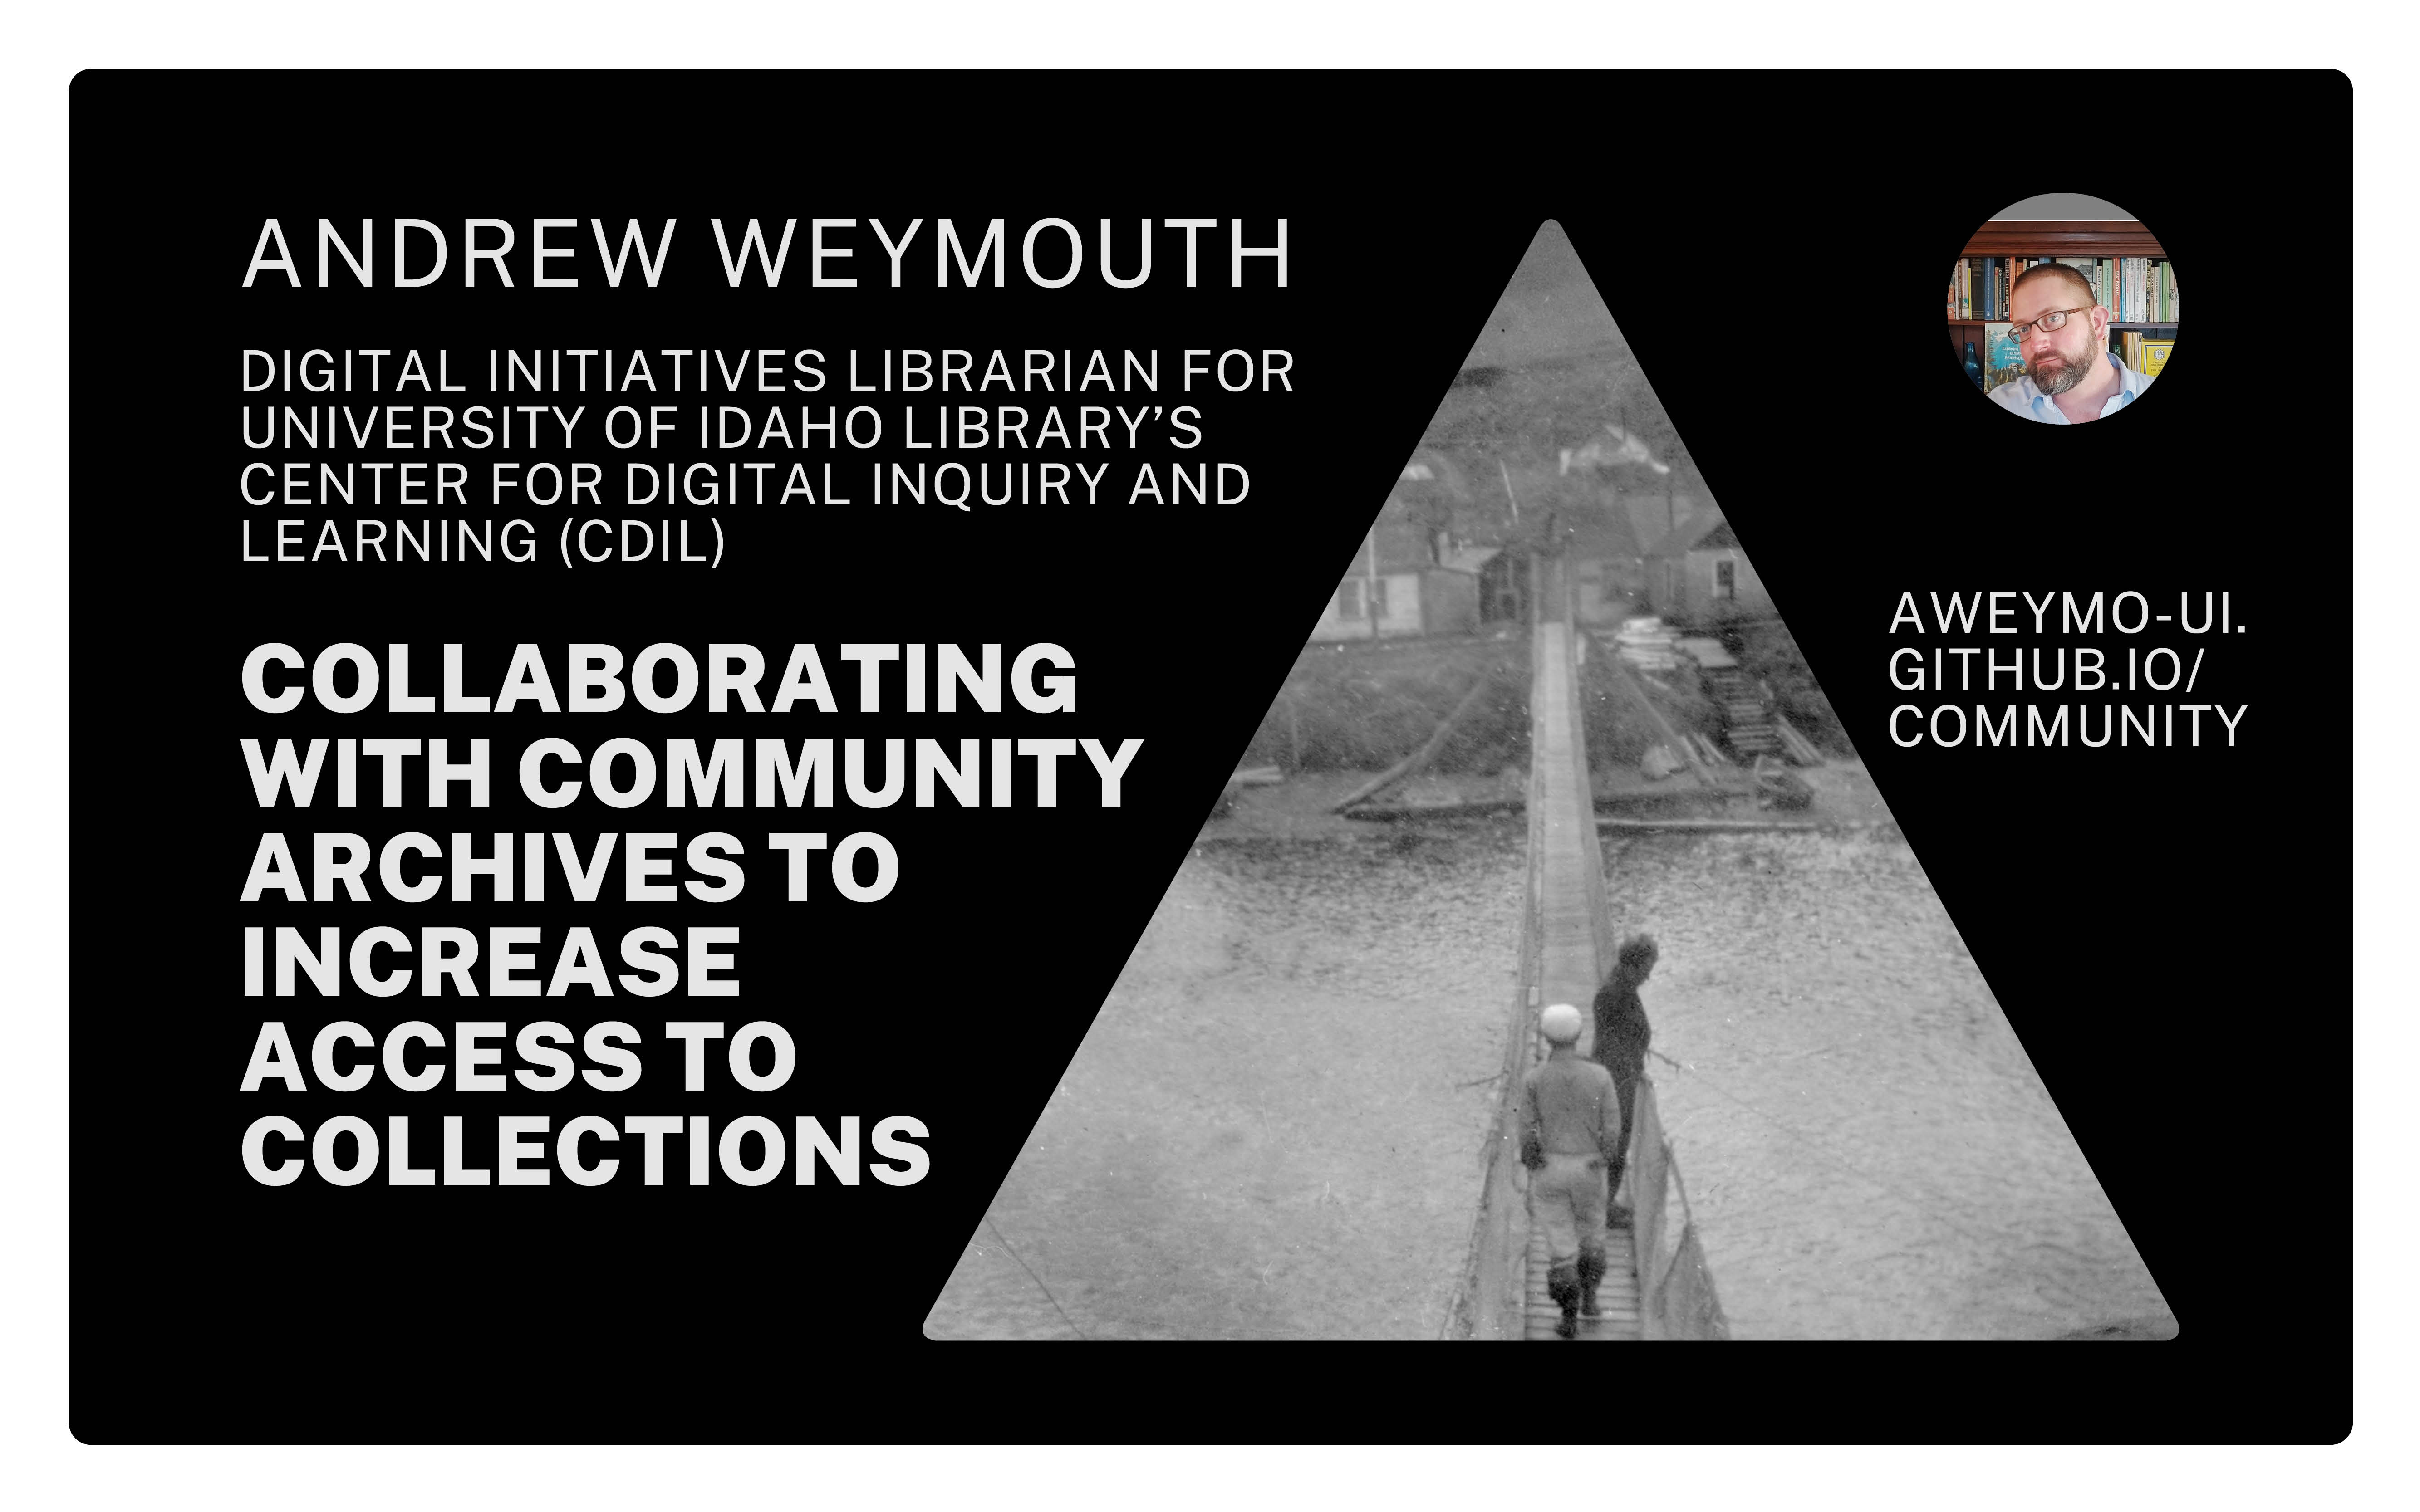 ANDREW WEYMOUTH
DIGITAL INITIATIVES LIBRARIAN FOR
UNIVERSITY OF IDAHO LIBRARY’S
CENTER FOR DIGITAL INQUIRY AND
LEARNING (CDIL)
COLLABORATING
WITH COMMUNITY
ARCHIVES TO
INCREASE
ACCESS TO
COLLECTIONS
AWEYMO-UI.
GITHUB.IO/
COMMUNITY